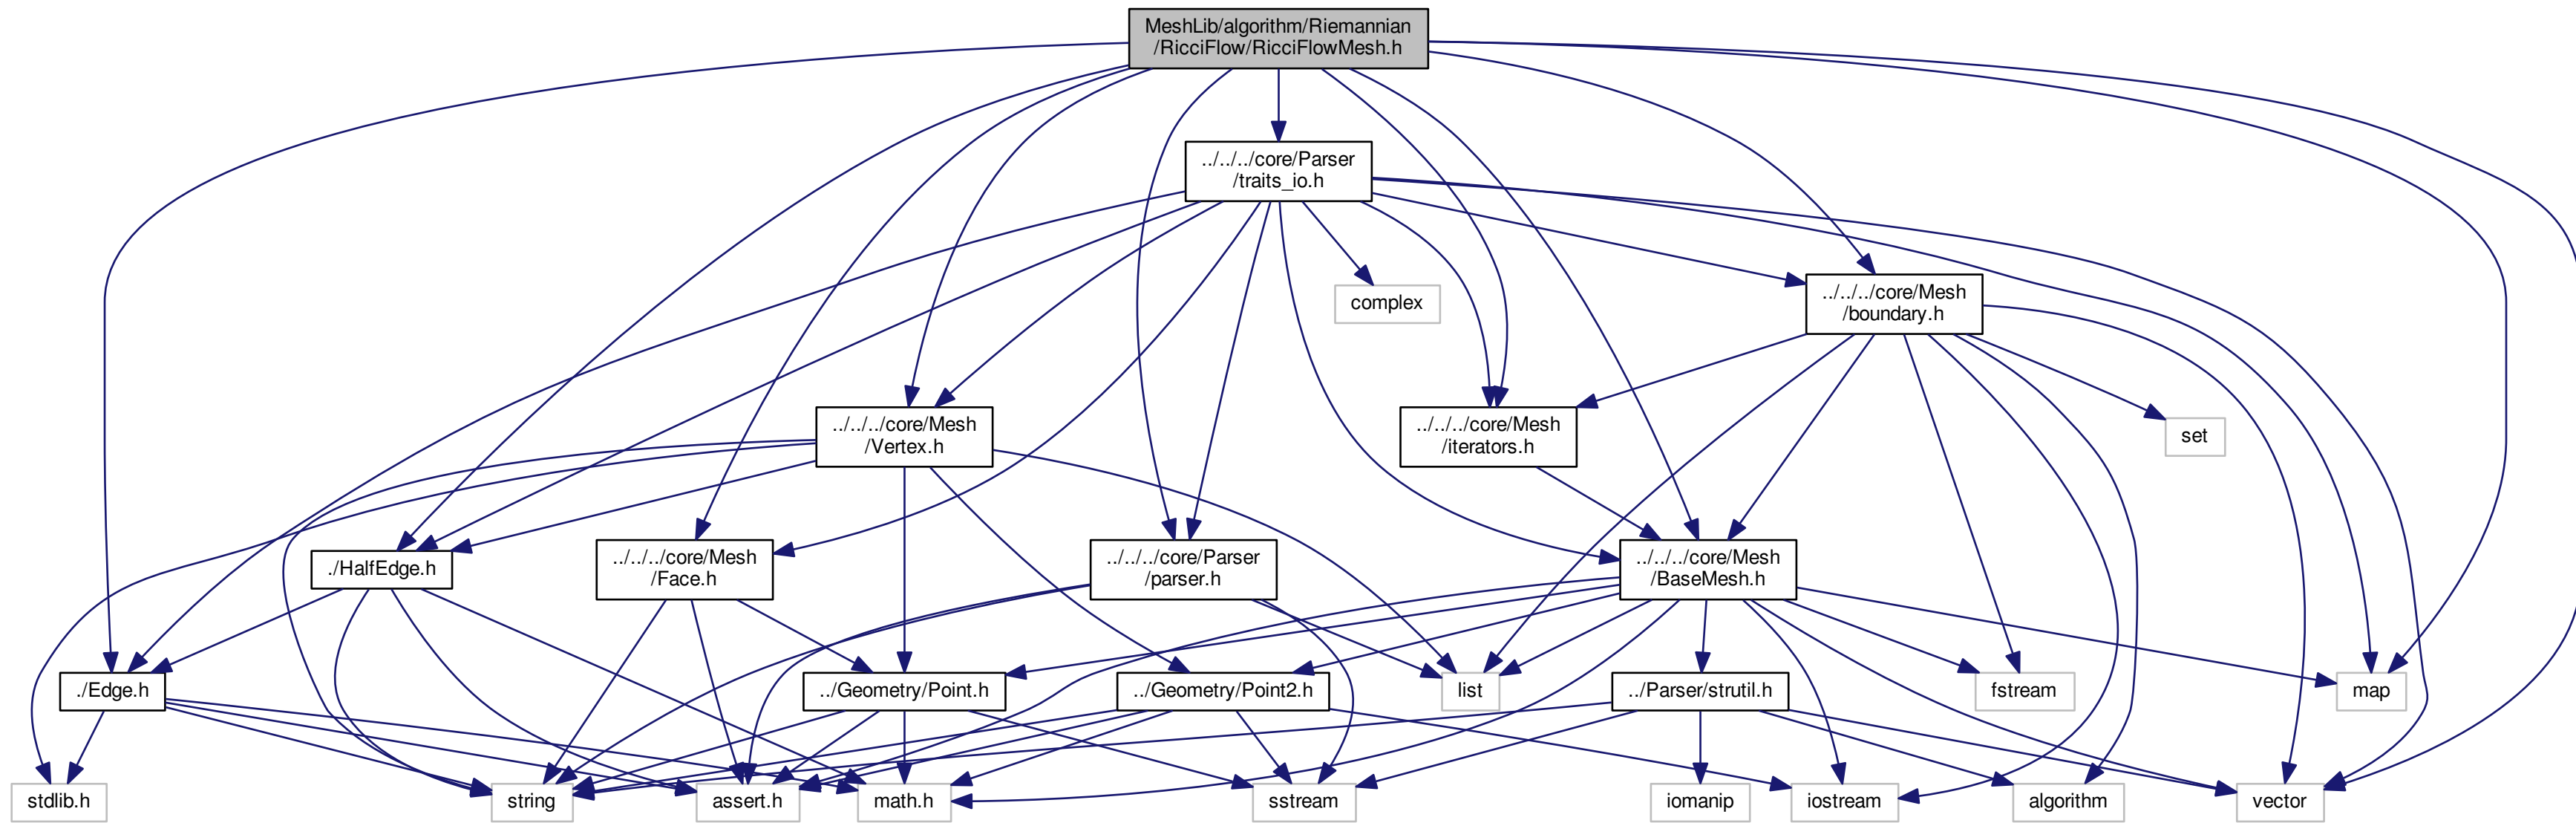 MeshLib/algorithm/Riemannian
/RicciFlow/RicciFlowMesh.h
../../../core/Parser
/traits_io.h
complex
../../../core/Mesh
/boundary.h
../../../core/Mesh
/Vertex.h
../../../core/Mesh
/iterators.h
set
./HalfEdge.h
../../../core/Mesh
/Face.h
../../../core/Parser
/parser.h
../../../core/Mesh
/BaseMesh.h
./Edge.h
../Geometry/Point.h
../Geometry/Point2.h
list
../Parser/strutil.h
fstream
map
stdlib.h
string
assert.h
math.h
sstream
iomanip
iostream
algorithm
vector